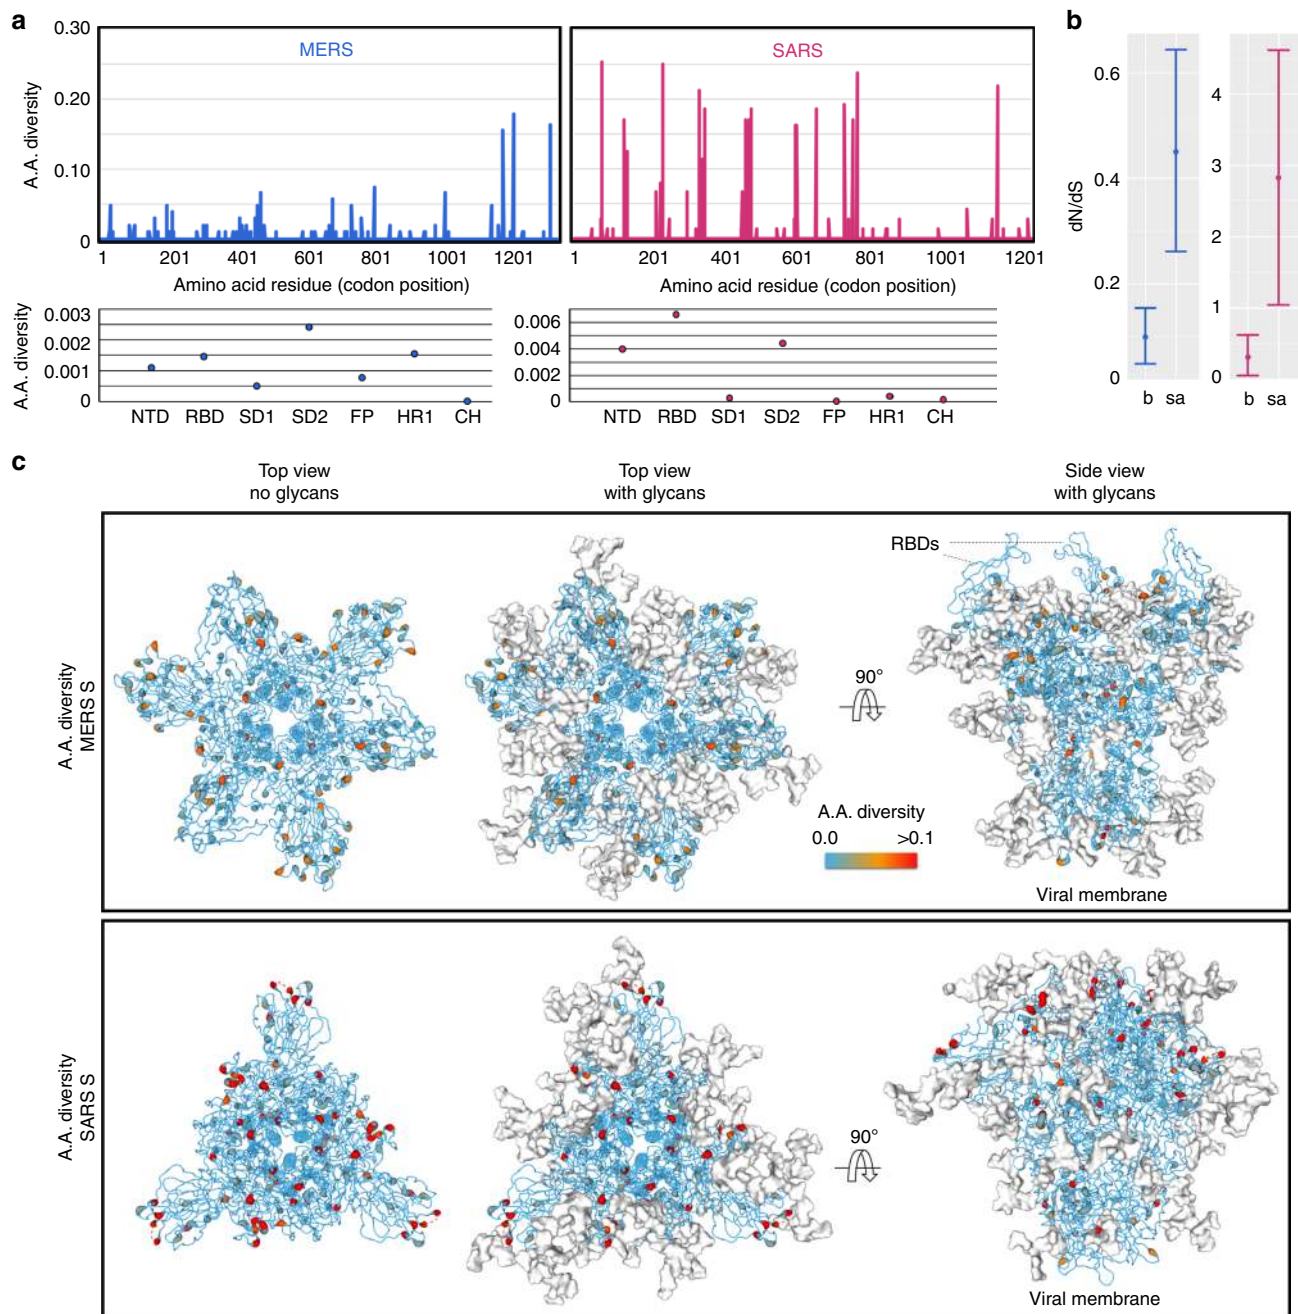 a
MERS
SARS
A.A. diversity
0.30
0.20
0.10
0
1 201 401 601 801 1001 1201
201 401 601 801 1001 1201
Amino acid residue (codon position)
Amino acid residue (codon position)
A.A. diversity
0.003
0.002
0.001
0
NTD RBD SD1 SD2 FP HR1 CH
0.006
0.004
0.002
0
NTD RBD SD1 SD2 FP HR1 CH
1
b
dN/dS
0.6
0.4
0.2
0
b sa
4
3
2
1
0
b sa
c
Top view
no glycans
Top view
with glycans
Side view
with glycans
A.A. diversity
MERS S
RBDs
90°
A.A. diversity
0.0 >0.1
Viral membrane
A.A. diversity
SARS S
90°
Viral membrane